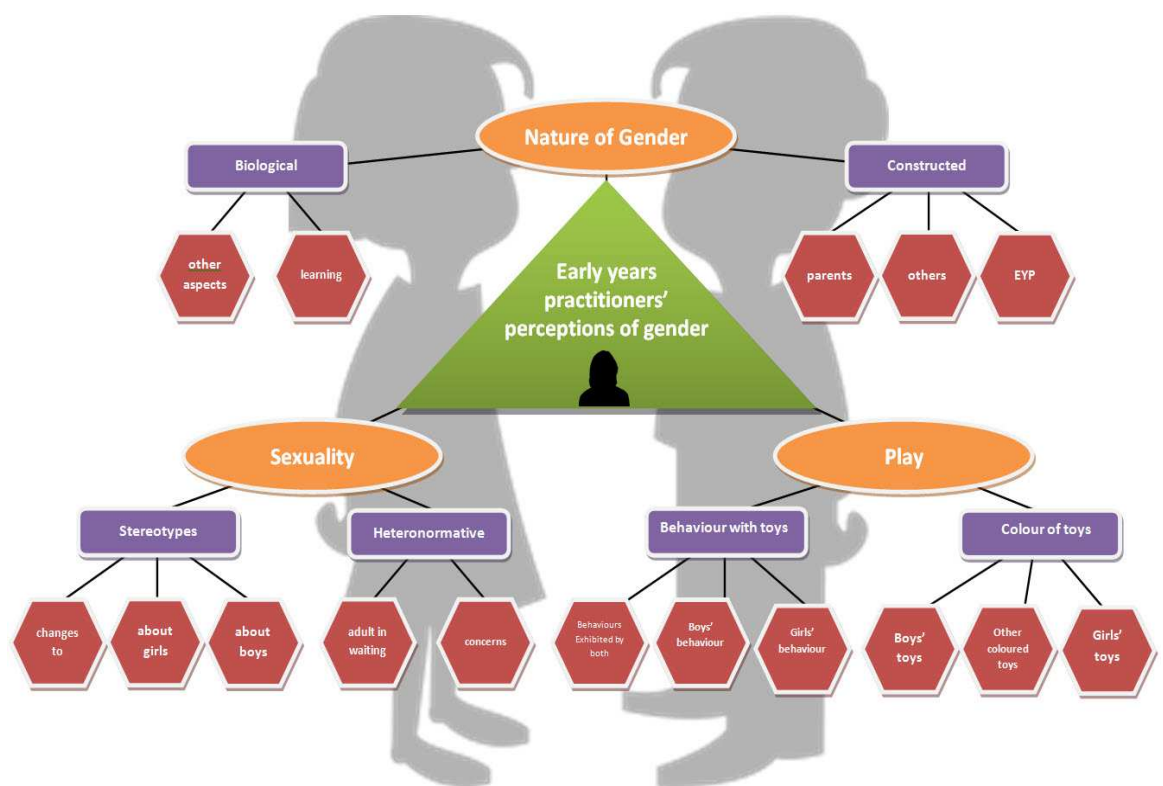 Nature of Gender
Biological
Constructed
other
aspects
learning
parents
others
EYP
Early years
practitioners’
perceptions of gender
Sexuality
Play
Stereotypes
Heteronormative
Behaviour with toys
Colour of toys
changes
to
about
girls
about
boys
adult in
waiting
concerns
Behaviours
Exhibited by
both
Boys’
behaviour
Girls’
behaviour
Boys’
toys
Other
coloured
toys
Girls’
toys